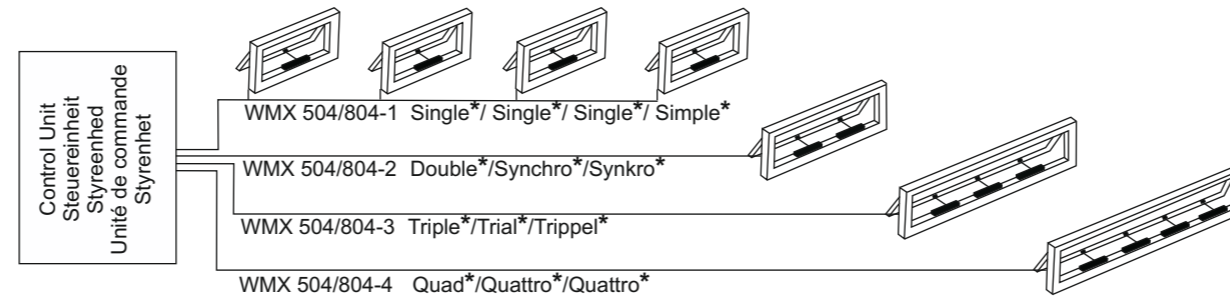 Control Unit
Steuereinheit
Styreenhed
Unité de commande
Styrenhet
WMX 504/804-1 Single*/ Single*/ Single*/ Simple*
WMX 504/804-2 Double*/Synchro*/Synkro*
WMX 504/804-3 Triple*/Trial*/Trippel*
WMX 504/804-4 Quad*/Quattro*/Quattro*